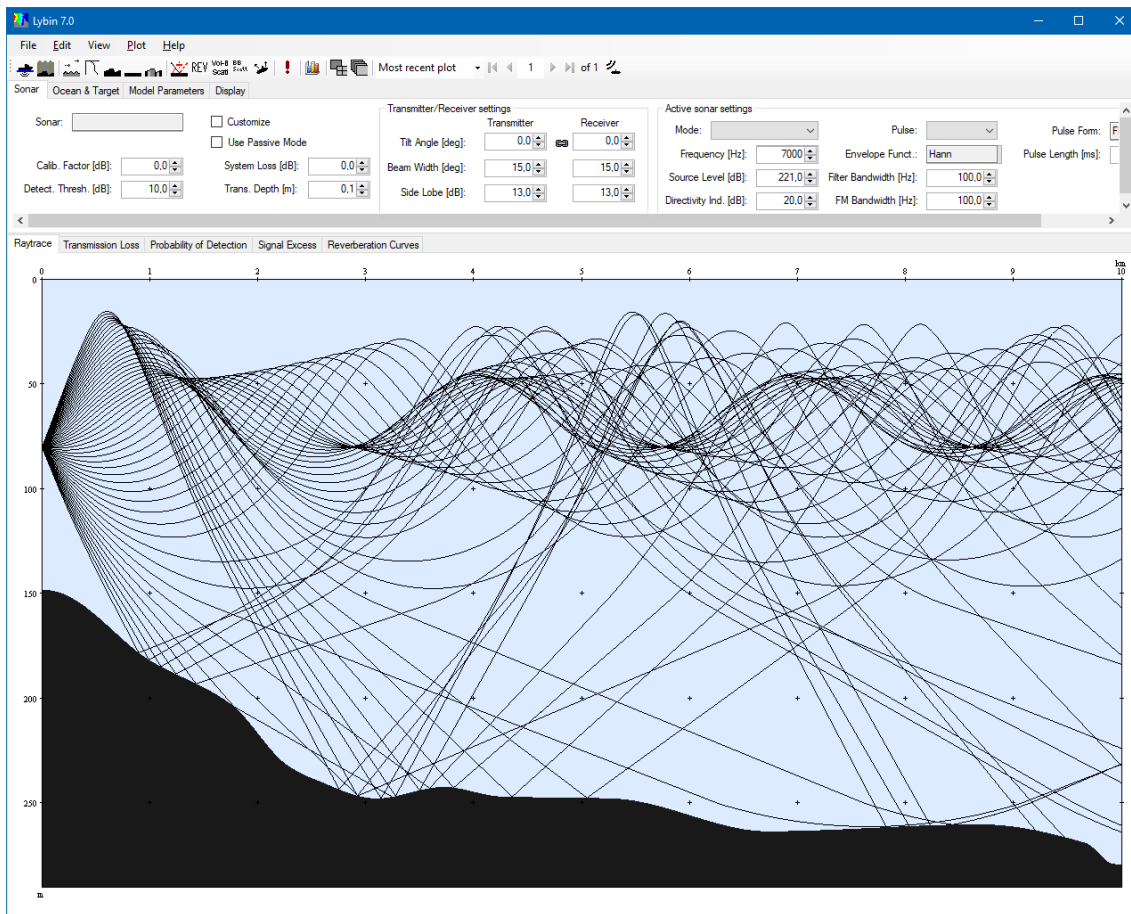 Lybin 7.0
File Edit View Plot Help
REV Vol-B Scatt BB Scatt Most recent plot 1 of 1
Sonar Ocean & Target Model Parameters Display
Transmitter/Receiver settings Active sonar settings
Sonar: Customize Transmitter Receiver Mode: Pulse: Pulse Form: F
Use Passive Mode Tilt Angle [deg]: 0,0 0,0
Calib. Factor [dB]: 0,0 System Loss [dB]: 0,0 Beam Width [deg]: 15,0 15,0 Frequency [Hz]: 7000 Envelope Funct.: Hann Pulse Length [ms]:
Detect. Thresh. [dB]: 10,0 Trans. Depth [m]: 0,1 Side Lobe [dB]: 13,0 13,0 Source Level [dB]: 221,0 Filter Bandwidth [Hz]: 100,0
Directivity Ind. [dB]: 20,0 FM Bandwidth [Hz]: 100,0
Raytrace Transmission Loss Probability of Detection Signal Excess Reverberation Curves
km
0 1 2 3 4 5 6 7 8 9 10
0
50
100
150
200
250
m